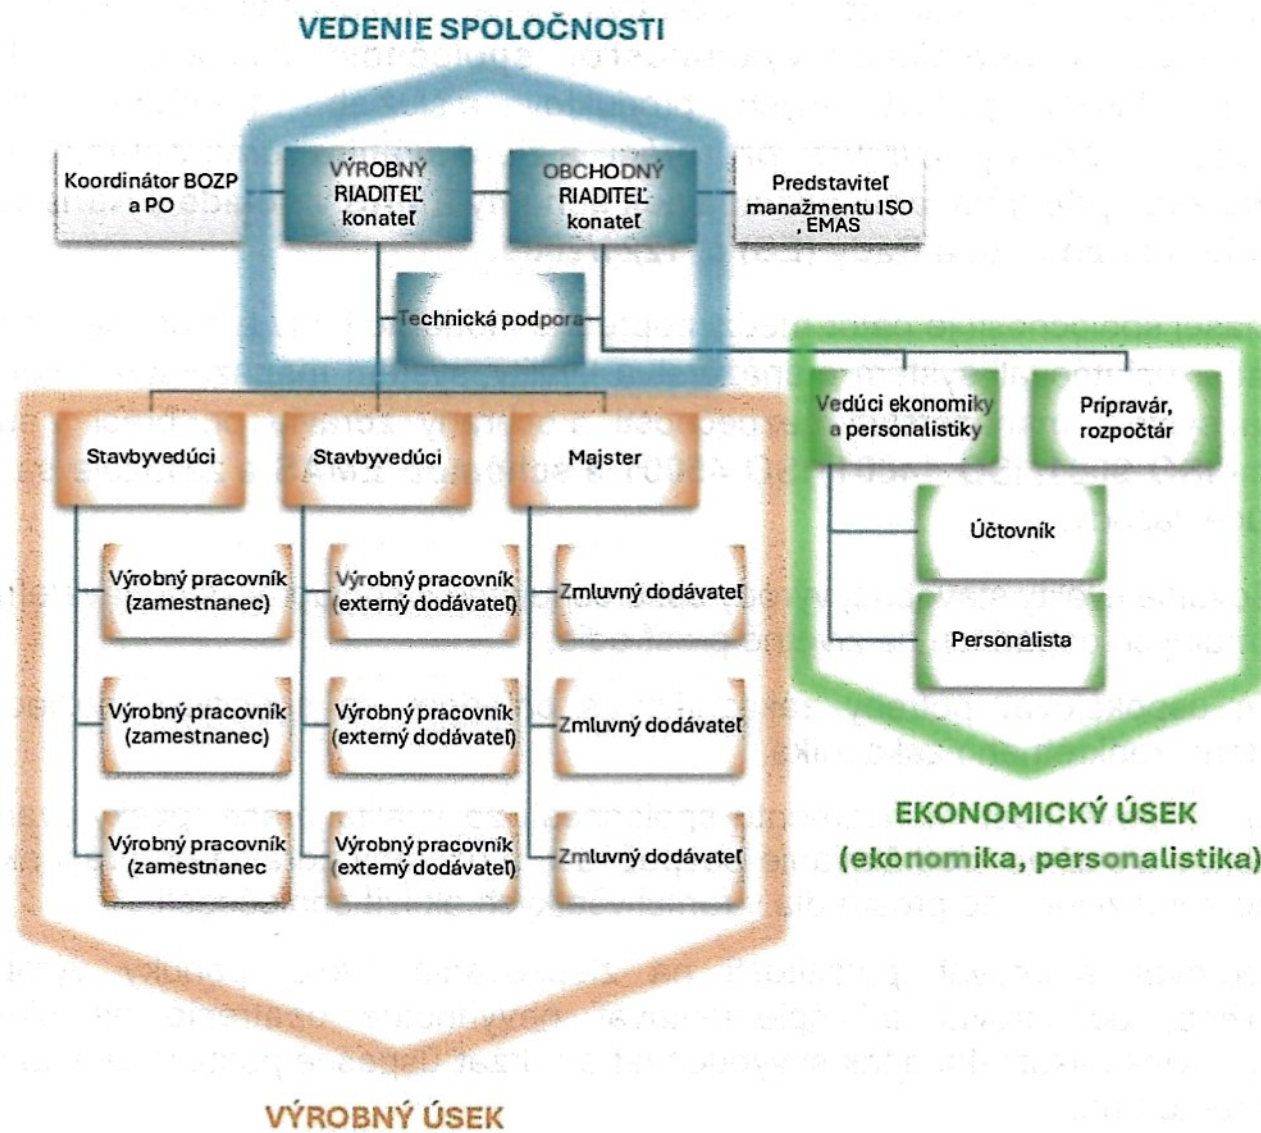 VEDENIE SPOLOČNOSTI
Koordinátor BOZP
a PO
VÝROBNÝ
RIADITEĽ
konateľ
OBCHODNÝ
RIADITEĽ
konateľ
Predstaviteľ
manažmentu ISO
, EMAS
Technická podpora
Stavbyvedúci
Stavbyvedúci
Majster
Vedúci ekonomiky
a personalistiky
Prípravár,
rozpočtár
Účtovník
Personalista
Výrobný pracovník
(zamestnanec)
Výrobný pracovník
(externý dodávateľ)
Zmluvný dodávateľ
Výrobný pracovník
(zamestnanec)
Výrobný pracovník
(externý dodávateľ)
Zmluvný dodávateľ
Výrobný pracovník
(zamestnanec
Výrobný pracovník
(externý dodávateľ)
Zmluvný dodávateľ
EKONOMICKÝ ÚSEK
(ekonomika, personalistika)
VÝROBNÝ ÚSEK